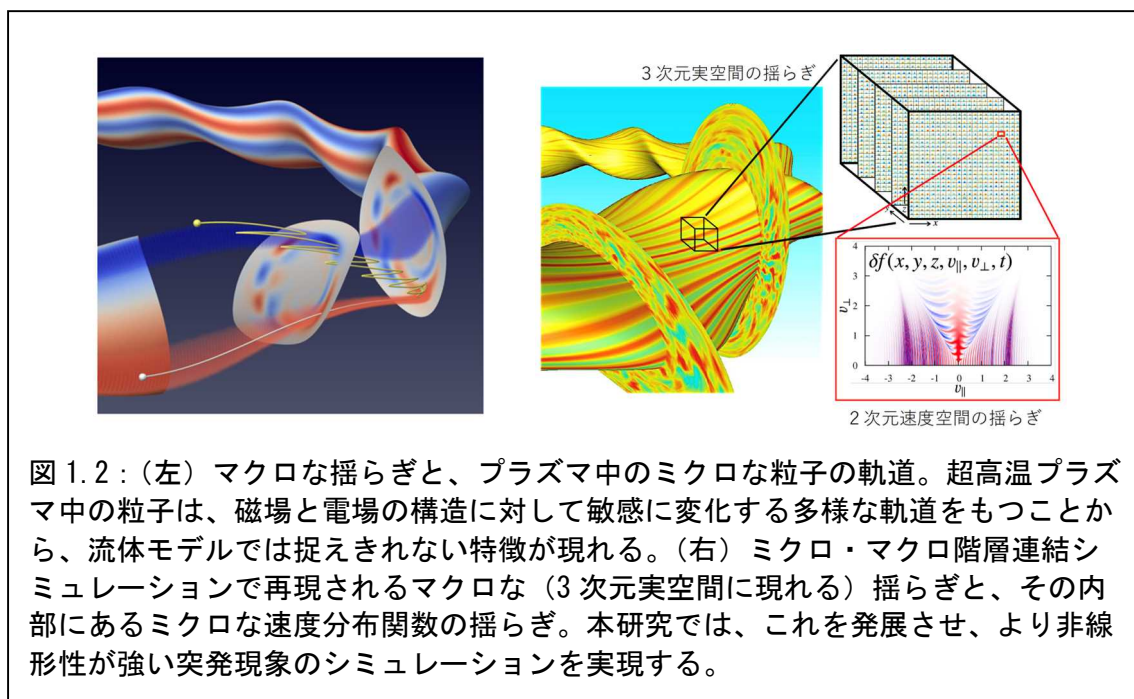 3次元実空間の揺らぎ
x
δf(x, y, z, v∥, v⊥, t)
4
3
2
1
0
v⊥
-4 -3 -2 -1 0 1 2 3 4
v∥
2次元速度空間の揺らぎ
図 1.2：（左）マクロな揺らぎと、プラズマ中のミクロな粒子の軌道。超高温プラズ
マ中の粒子は、磁場と電場の構造に対して敏感に変化する多様な軌道をもつことか
ら、流体モデルでは捉えきれない特徴が現れる。（右）ミクロ・マクロ階層連結シ
ミュレーションで再現されるマクロな（3 次元実空間に現れる）揺らぎと、その内
部にあるミクロな速度分布関数の揺らぎ。本研究では、これを発展させ、より非線
形性が強い突発現象のシミュレーションを実現する。